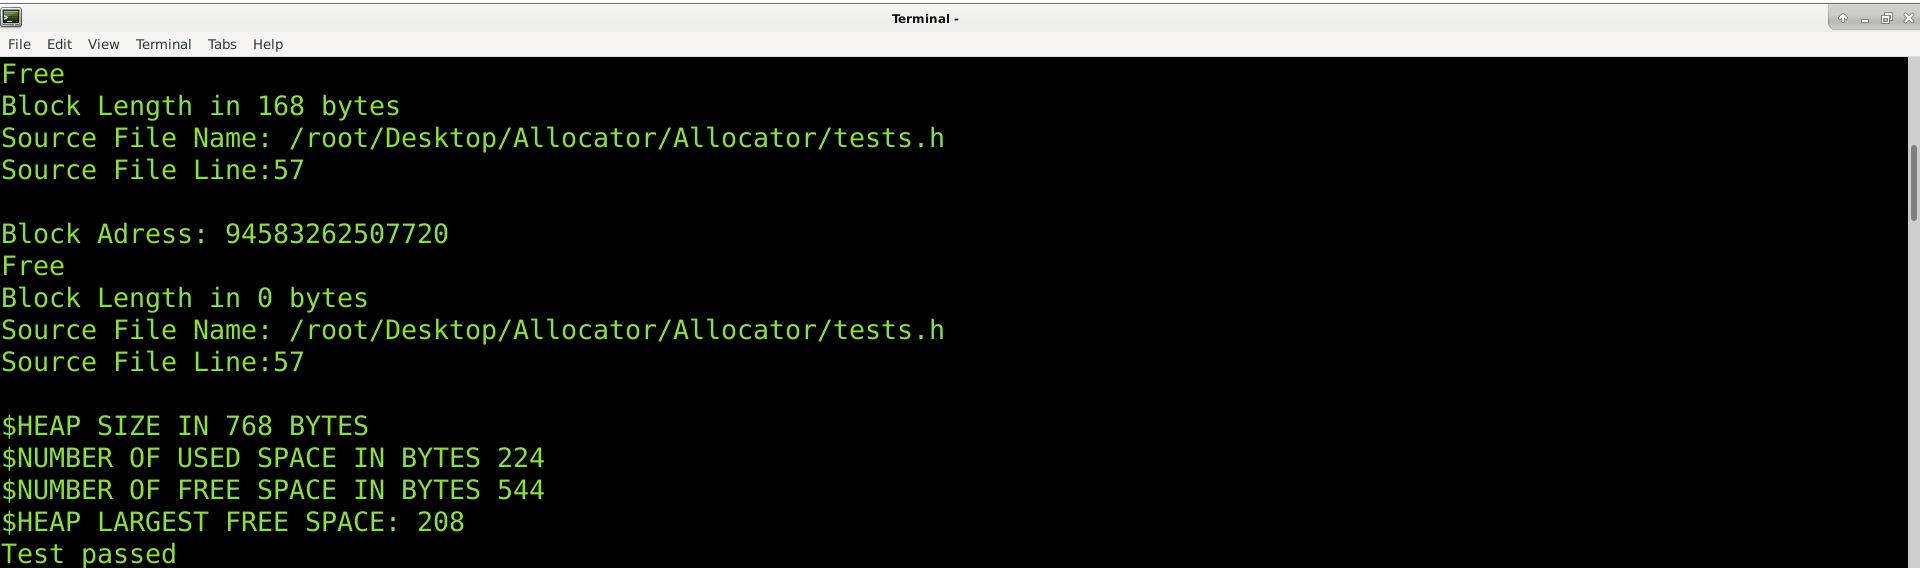 Terminal -
File Edit View Terminal Tabs Help
Free
Block Length in 168 bytes
Source File Name: /root/Desktop/Allocator/Allocator/tests.h
Source File Line:57
Block Adress: 94583262507720
Free
Block Length in 0 bytes
Source File Name: /root/Desktop/Allocator/Allocator/tests.h
Source File Line:57
$HEAP SIZE IN 768 BYTES
$NUMBER OF USED SPACE IN BYTES 224
$NUMBER OF FREE SPACE IN BYTES 544
$HEAP LARGEST FREE SPACE: 208
Test passed